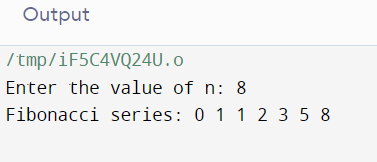 Output
/tmp/iF5C4VQ24U.o
Enter the value of n: 8
Fibonacci series: 0 1 1 2 3 5 8